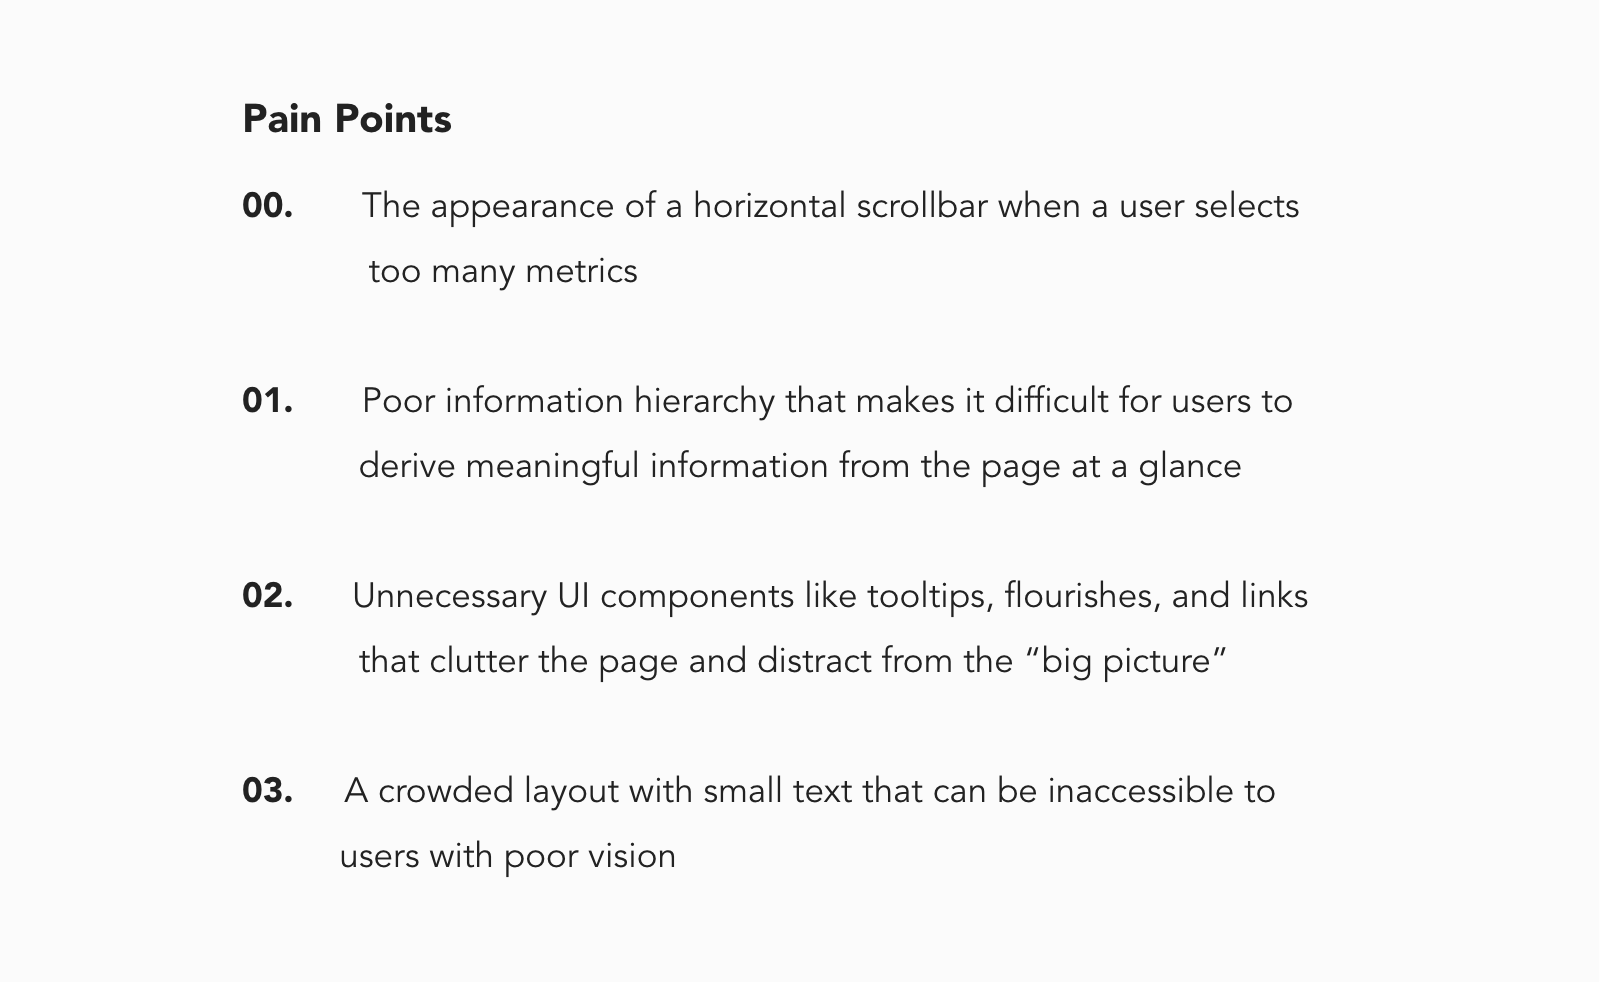 Pain Points
00. The appearance of a horizontal scrollbar when a user selects
too many metrics
01. Poor information hierarchy that makes it difficult for users to
derive meaningful information from the page at a glance
02. Unnecessary UI components like tooltips, flourishes, and links
that clutter the page and distract from the “big picture”
03. A crowded layout with small text that can be inaccessible to
users with poor vision